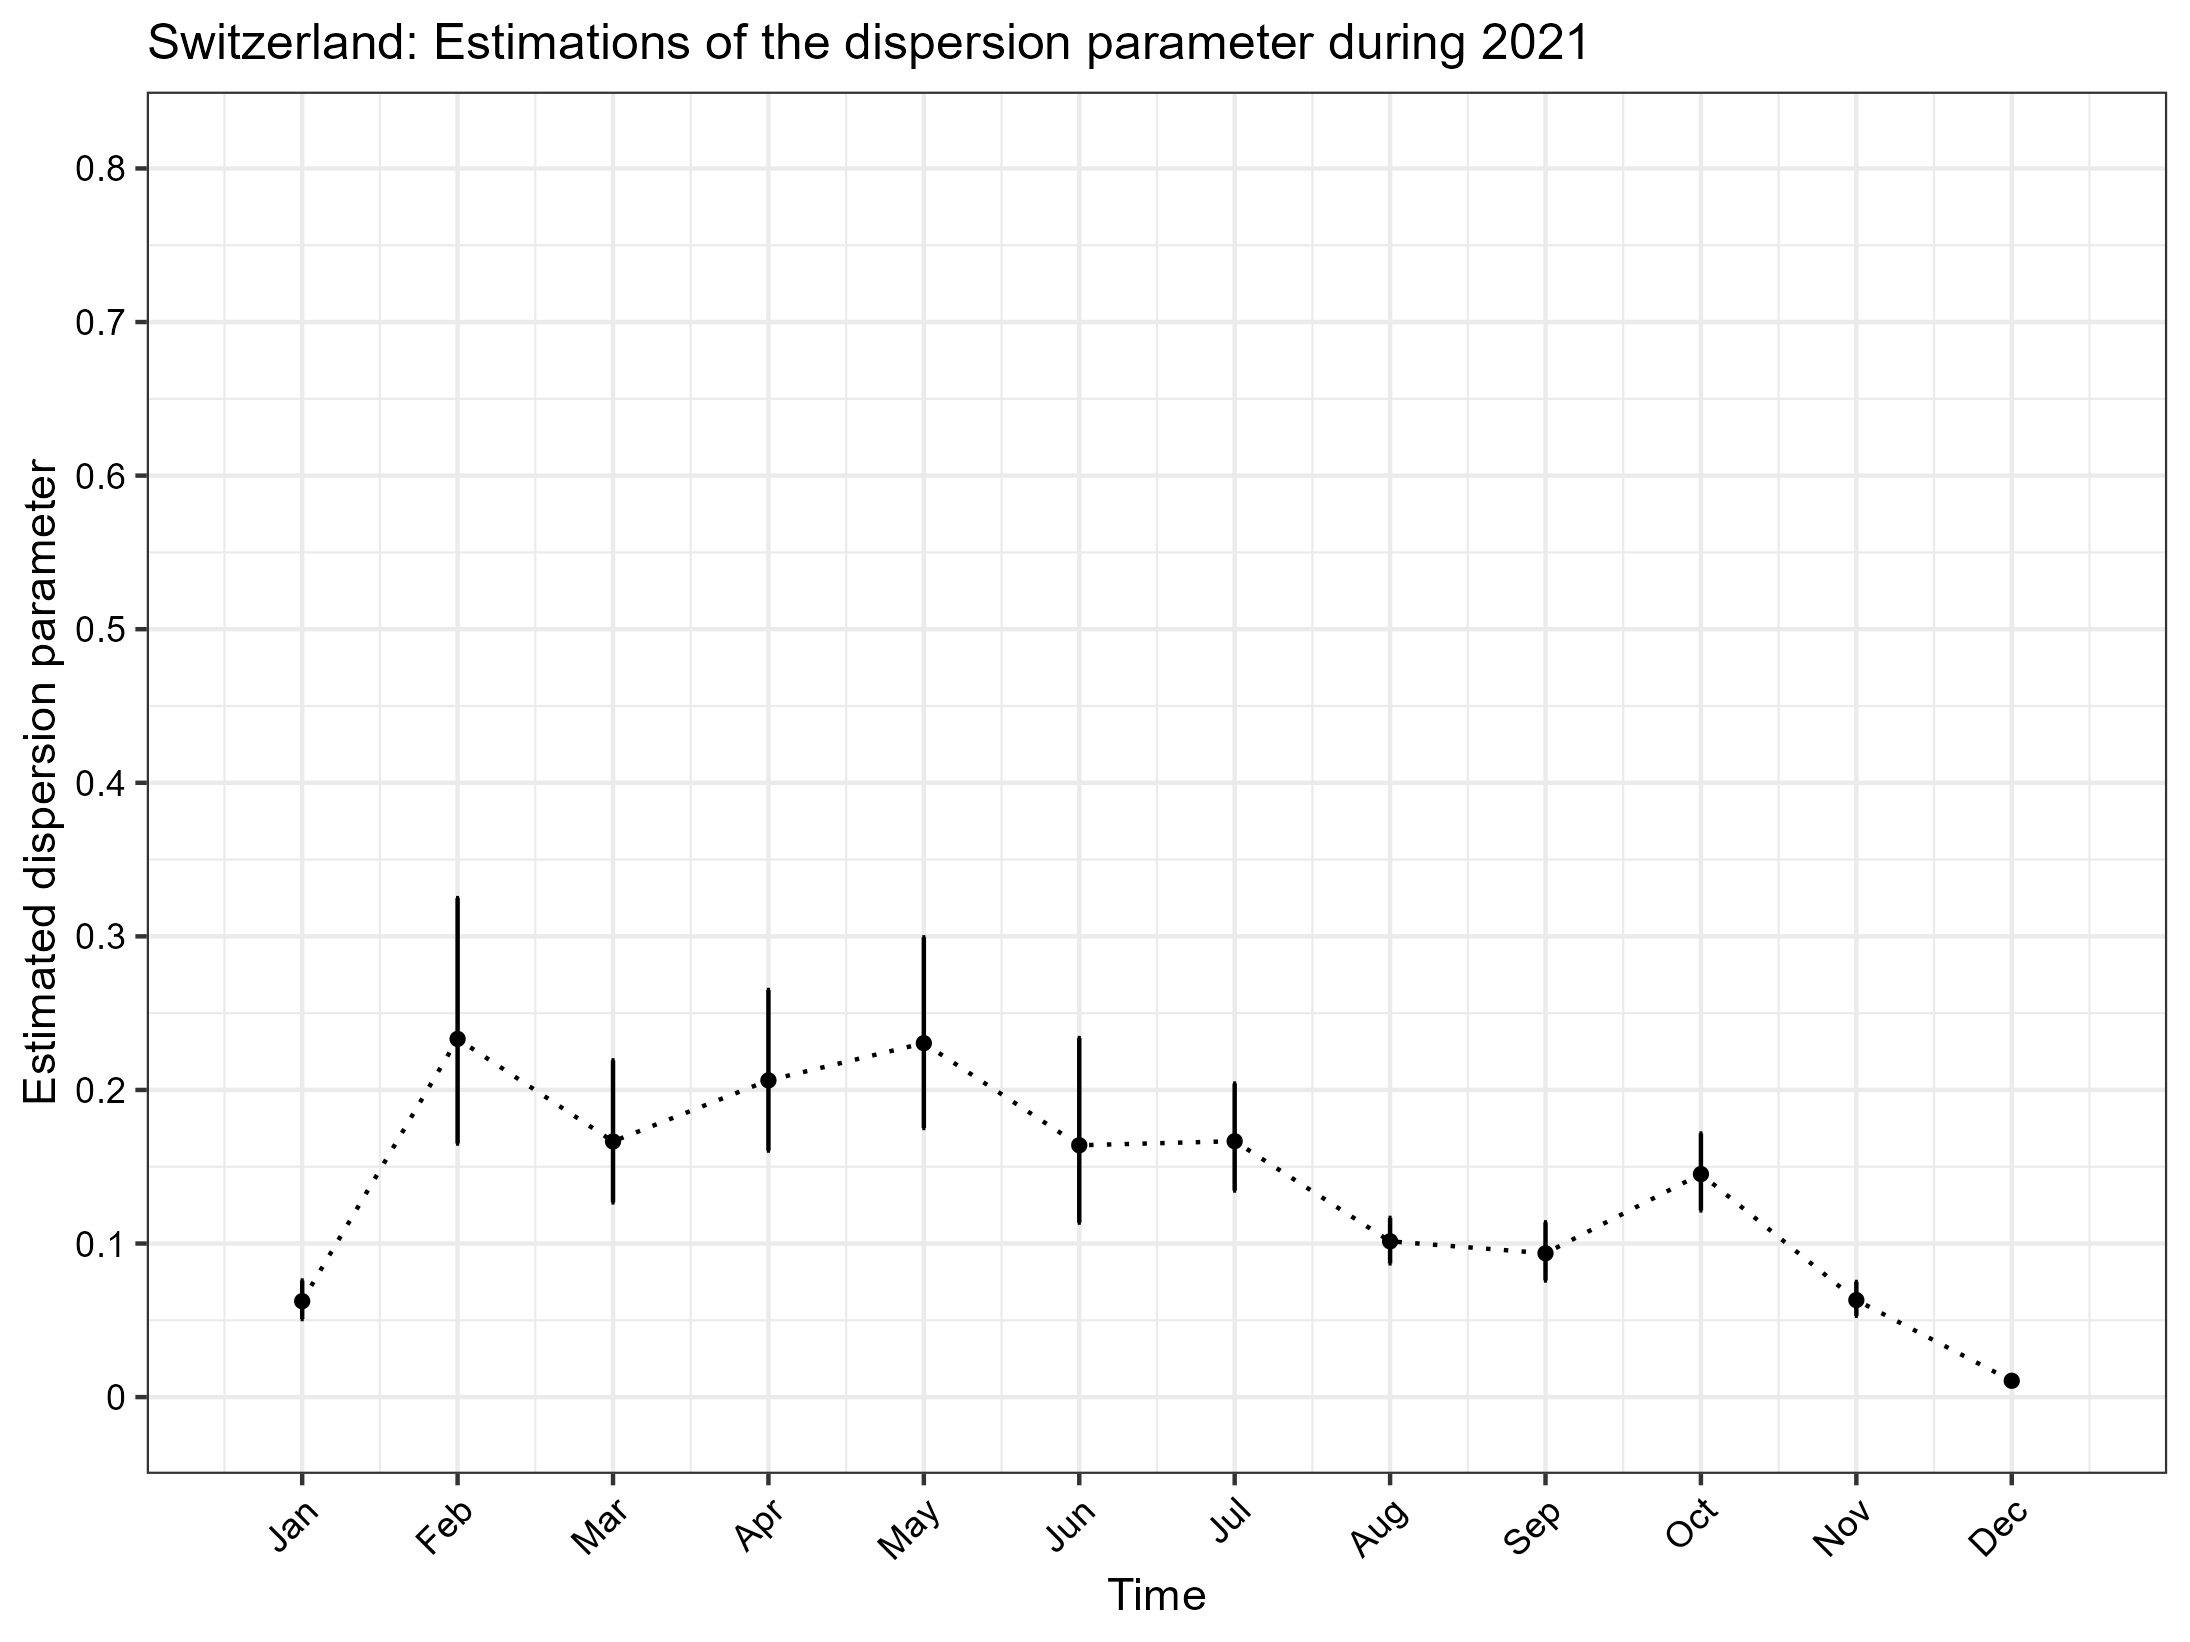 Switzerland: Estimations of the dispersion parameter during 2021
Estimated dispersion parameter
0.8
0.7
0.6
0.5
0.4
0.3
0.2
0.1
0
Jan Feb Mar Apr May Jun Jul Aug Sep Oct Nov Dec
Time